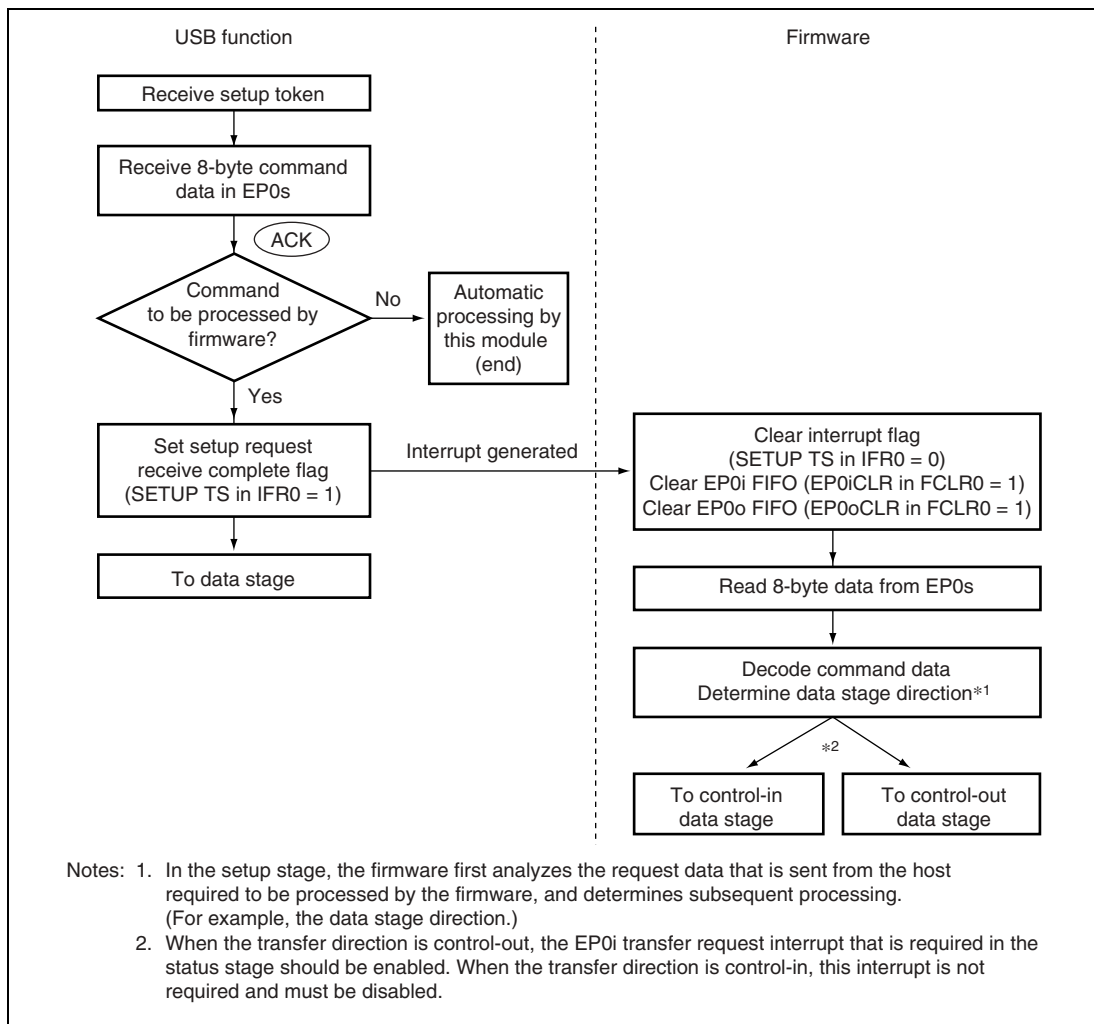 USB function
Firmware
Receive setup token
Receive 8-byte command
data in EP0s
ACK
Command
to be processed by
firmware?
No
Automatic
processing by
this module
(end)
Yes
Set setup request
receive complete flag
(SETUP TS in IFR0 = 1)
Interrupt generated
To data stage
Clear interrupt flag
(SETUP TS in IFR0 = 0)
Clear EP0i FIFO (EP0iCLR in FCLR0 = 1)
Clear EP0o FIFO (EP0oCLR in FCLR0 = 1)
Read 8-byte data from EP0s
Decode command data
Determine data stage direction*1
*2
To control-in
data stage
To control-out
data stage
Notes: 1. In the setup stage, the firmware first analyzes the request data that is sent from the host
required to be processed by the firmware, and determines subsequent processing.
(For example, the data stage direction.)
2. When the transfer direction is control-out, the EP0i transfer request interrupt that is required in the
status stage should be enabled. When the transfer direction is control-in, this interrupt is not
required and must be disabled.